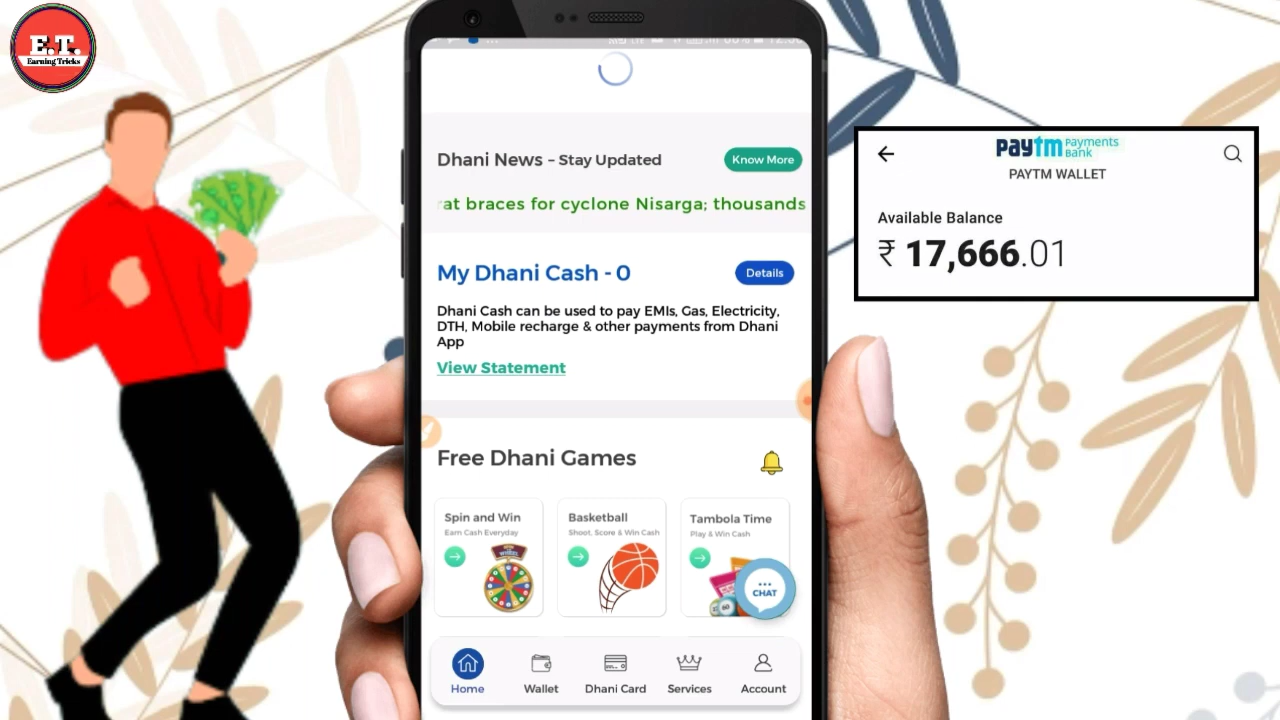 E.T.
Earning Tricks
Dhani News – Stay Updated
Know More
rat braces for cyclone Nisarga; thousands
My Dhani Cash - 0
Details
Dhani Cash can be used to pay EMIs, Gas, Electricity,
DTH, Mobile recharge & other payments from Dhani
App
View Statement
Free Dhani Games
Spin and Win
Earn Cash Everyday
Basketball
Shoot, Score & Win Cash
Tambola Time
Play & Win Cash
CHAT
Home
Wallet
Dhani Card
Services
Account
paytm Payments
Bank
PAYTM WALLET
Available Balance
₹ 17,666.01